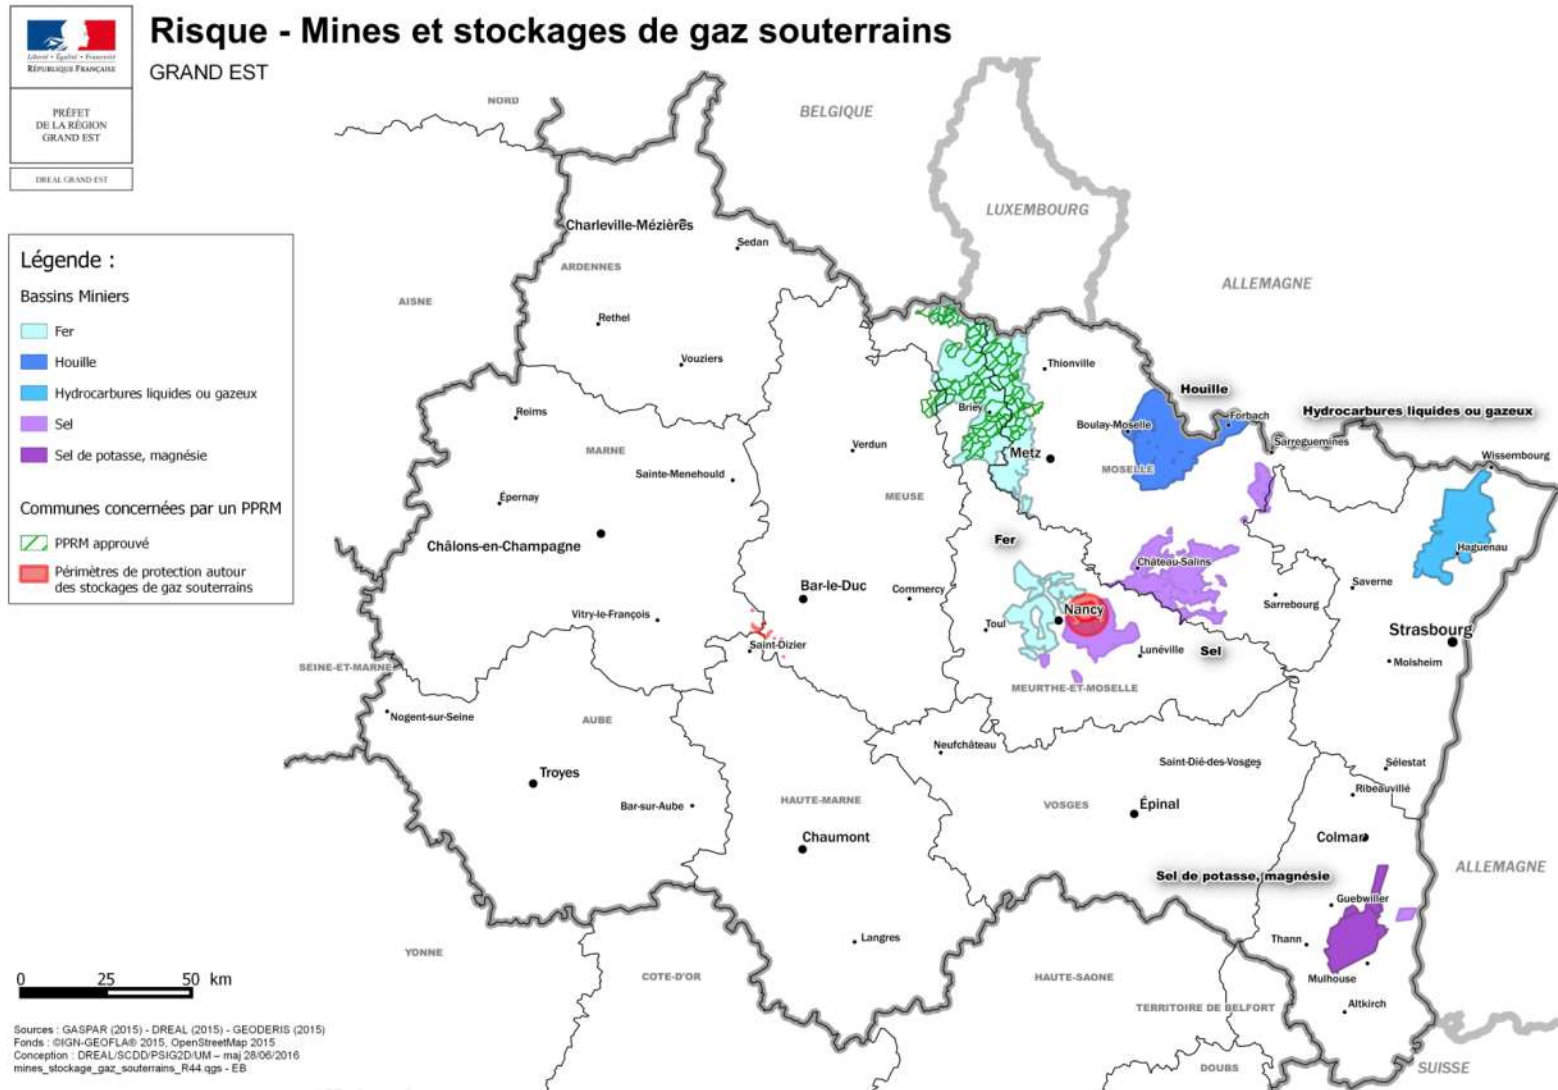 Risque - Mines et stockages de gaz souterrains
GRAND EST
Liberté • Égalité • Fraternité
RÉPUBLIQUE FRANÇAISE
PRÉFET
DE LA RÉGION
GRAND EST
DREAL GRAND EST
Légende :
Bassins Miniers
Fer
Houille
Hydrocarbures liquides ou gazeux
Sel
Sel de potasse, magnésie
Communes concernées par un PPRM
PPRM approuvé
Périmètres de protection autour
des stockages de gaz souterrains
NORD
BELGIQUE
LUXEMBOURG
ALLEMAGNE
Charleville-Mézières
Sedan
ARDENNES
AISNE
Rethel
Vouziers
Thionville
Houille
Hydrocarbures liquides ou gazeux
Reims
Briey
Boulay-Moselle
Forbach
Sarreguemines
Verdun
MARNE
Metz
MOSELLE
Wissembourg
Sainte-Menehould
Épernay
MEUSE
Châlons-en-Champagne
Fer
Haguenau
Château-Salins
Bar-le-Duc
Commercy
Saverne
Sarrebourg
Vitry-le-François
Nancy
Toul
Strasbourg
Saint-Dizier
Lunéville
Sel
Molsheim
SEINE-ET-MARNE
MEURTHE-ET-MOSELLE
Nogent-sur-Seine
AUBE
Neufchâteau
Saint-Dié-des-Vosges
Sélestat
Troyes
Ribeauvillé
Bar-sur-Aube
HAUTE-MARNE
VOSGES
Épinal
Chaumont
Colmar
ALLEMAGNE
Sel de potasse, magnésie
Guebwiller
Langres
Thann
YONNE
COTE-D'OR
HAUTE-SAONE
Mulhouse
TERRITOIRE DE BELFORT
Altkirch
DOUBS
SUISSE
0 25 50 km
Sources : GASPAR (2015) - DREAL (2015) - GEODERIS (2015)
Fonds : ©IGN-GEOFLA® 2015, OpenStreetMap 2015
Conception : DREAL/SCDD/PSIG2D/UM – maj 28/06/2016
mines_stockage_gaz_souterrains_R44.qgs - EB